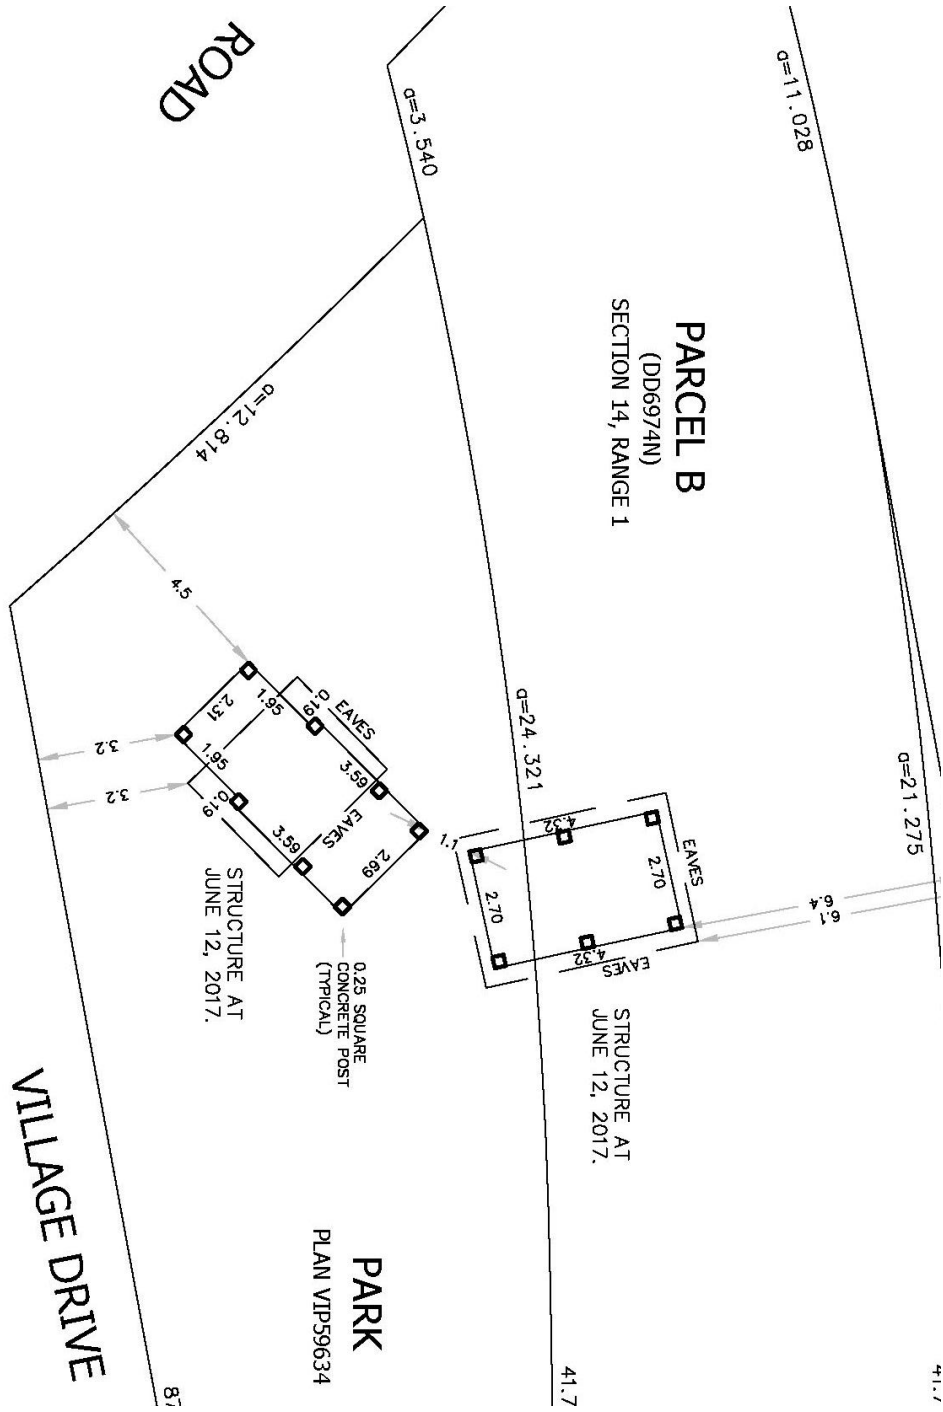 ROAD
a=3.540
a=11.028
PARCEL B
(DD6974N)
SECTION 14, RANGE 1
a=12.814
4.5
a=24.321
a=21.275
2.31
1.95
0.19
EAVES
3.2
1.95
3.2
0.19
3.59
EAVES
3.59
2.69
1.1
4.32
EAVES
2.70
2.70
4.32
EAVES
6.4
6.1
STRUCTURE AT
JUNE 12, 2017.
0.25 SQUARE
CONCRETE POST
(TYPICAL)
STRUCTURE AT
JUNE 12, 2017.
VILLAGE DRIVE
PARK
PLAN VIP59634
87
41.7
41.7